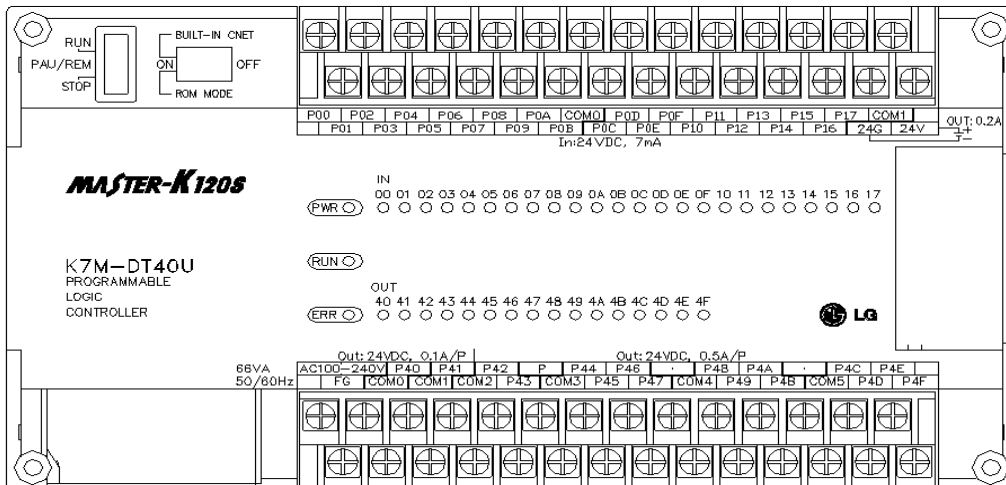 RUN
PAU/REM
STOP
BUILT-IN CNET
ON OFF
ROM MODE
P00 P02 P04 P06 P08 P0A COM0 P0D P0F P11 P13 P15 P17 COM1
P01 P03 P05 P07 P09 P0B P0C P0E P10 P12 P14 P16 24G 24V
OUT: 0.2A
In:24VDC, 7mA
MASTER-K120S
IN
00 01 02 03 04 05 06 07 08 09 0A 0B 0C 0D 0E 0F 10 11 12 13 14 15 16 17
PWR
K7M-DT40U
PROGRAMMABLE
LOGIC
CONTROLLER
RUN
OUT
40 41 42 43 44 45 46 47 48 49 4A 4B 4C 4D 4E 4F
ERR
LG
Out: 24VDC, 0.1A/P Out: 24VDC, 0.5A/P
66VA
50/60Hz
AC100-240V P40 P41 P42 P P44 P46 · P48 P4A · P4C P4E
FG COM0 COM1 COM2 P43 COM3 P45 P47 COM4 P49 P4B COM5 P4D P4F